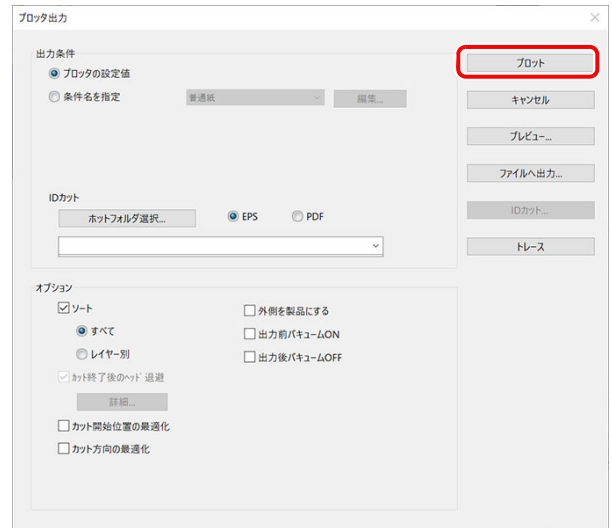 プロッタ出力
出力条件
プロッタの設定値
条件名を指定
普通紙
編集...
IDカット
ホットフォルダ選択...
EPS
PDF
プロット
キャンセル
プレビュー...
ファイルへ出力...
IDカット...
トレース
オプション
ソート
すべて
レイヤー別
カット終了後のヘッド退避
詳細...
カット開始位置の最適化
カット方向の最適化
外側を製品にする
出力前バキュームON
出力後バキュームOFF